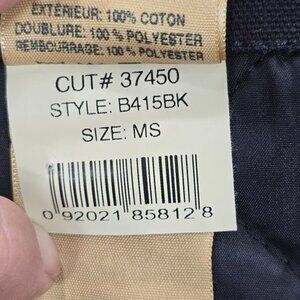 EXTÉRIEUR: 100% COTON
DOUBLURE: 100 % POLYESTER
REMBOURRAGE: 100 % POLYESTER
CUT# 37450
STYLE: B415BK
SIZE: MS
0 92021 85812 8